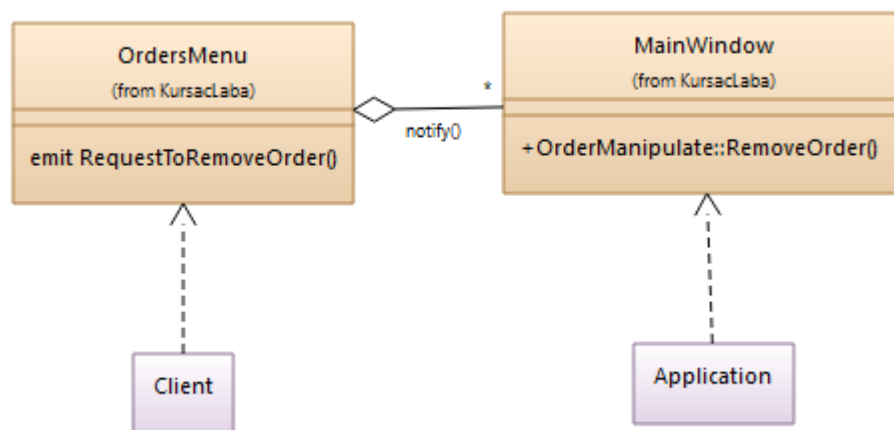 OrdersMenu
(from KursacLaba)
emit RequestToRemoveOrder()
*
notify()
MainWindow
(from KursacLaba)
+OrderManipulate::RemoveOrder()
Client
Application